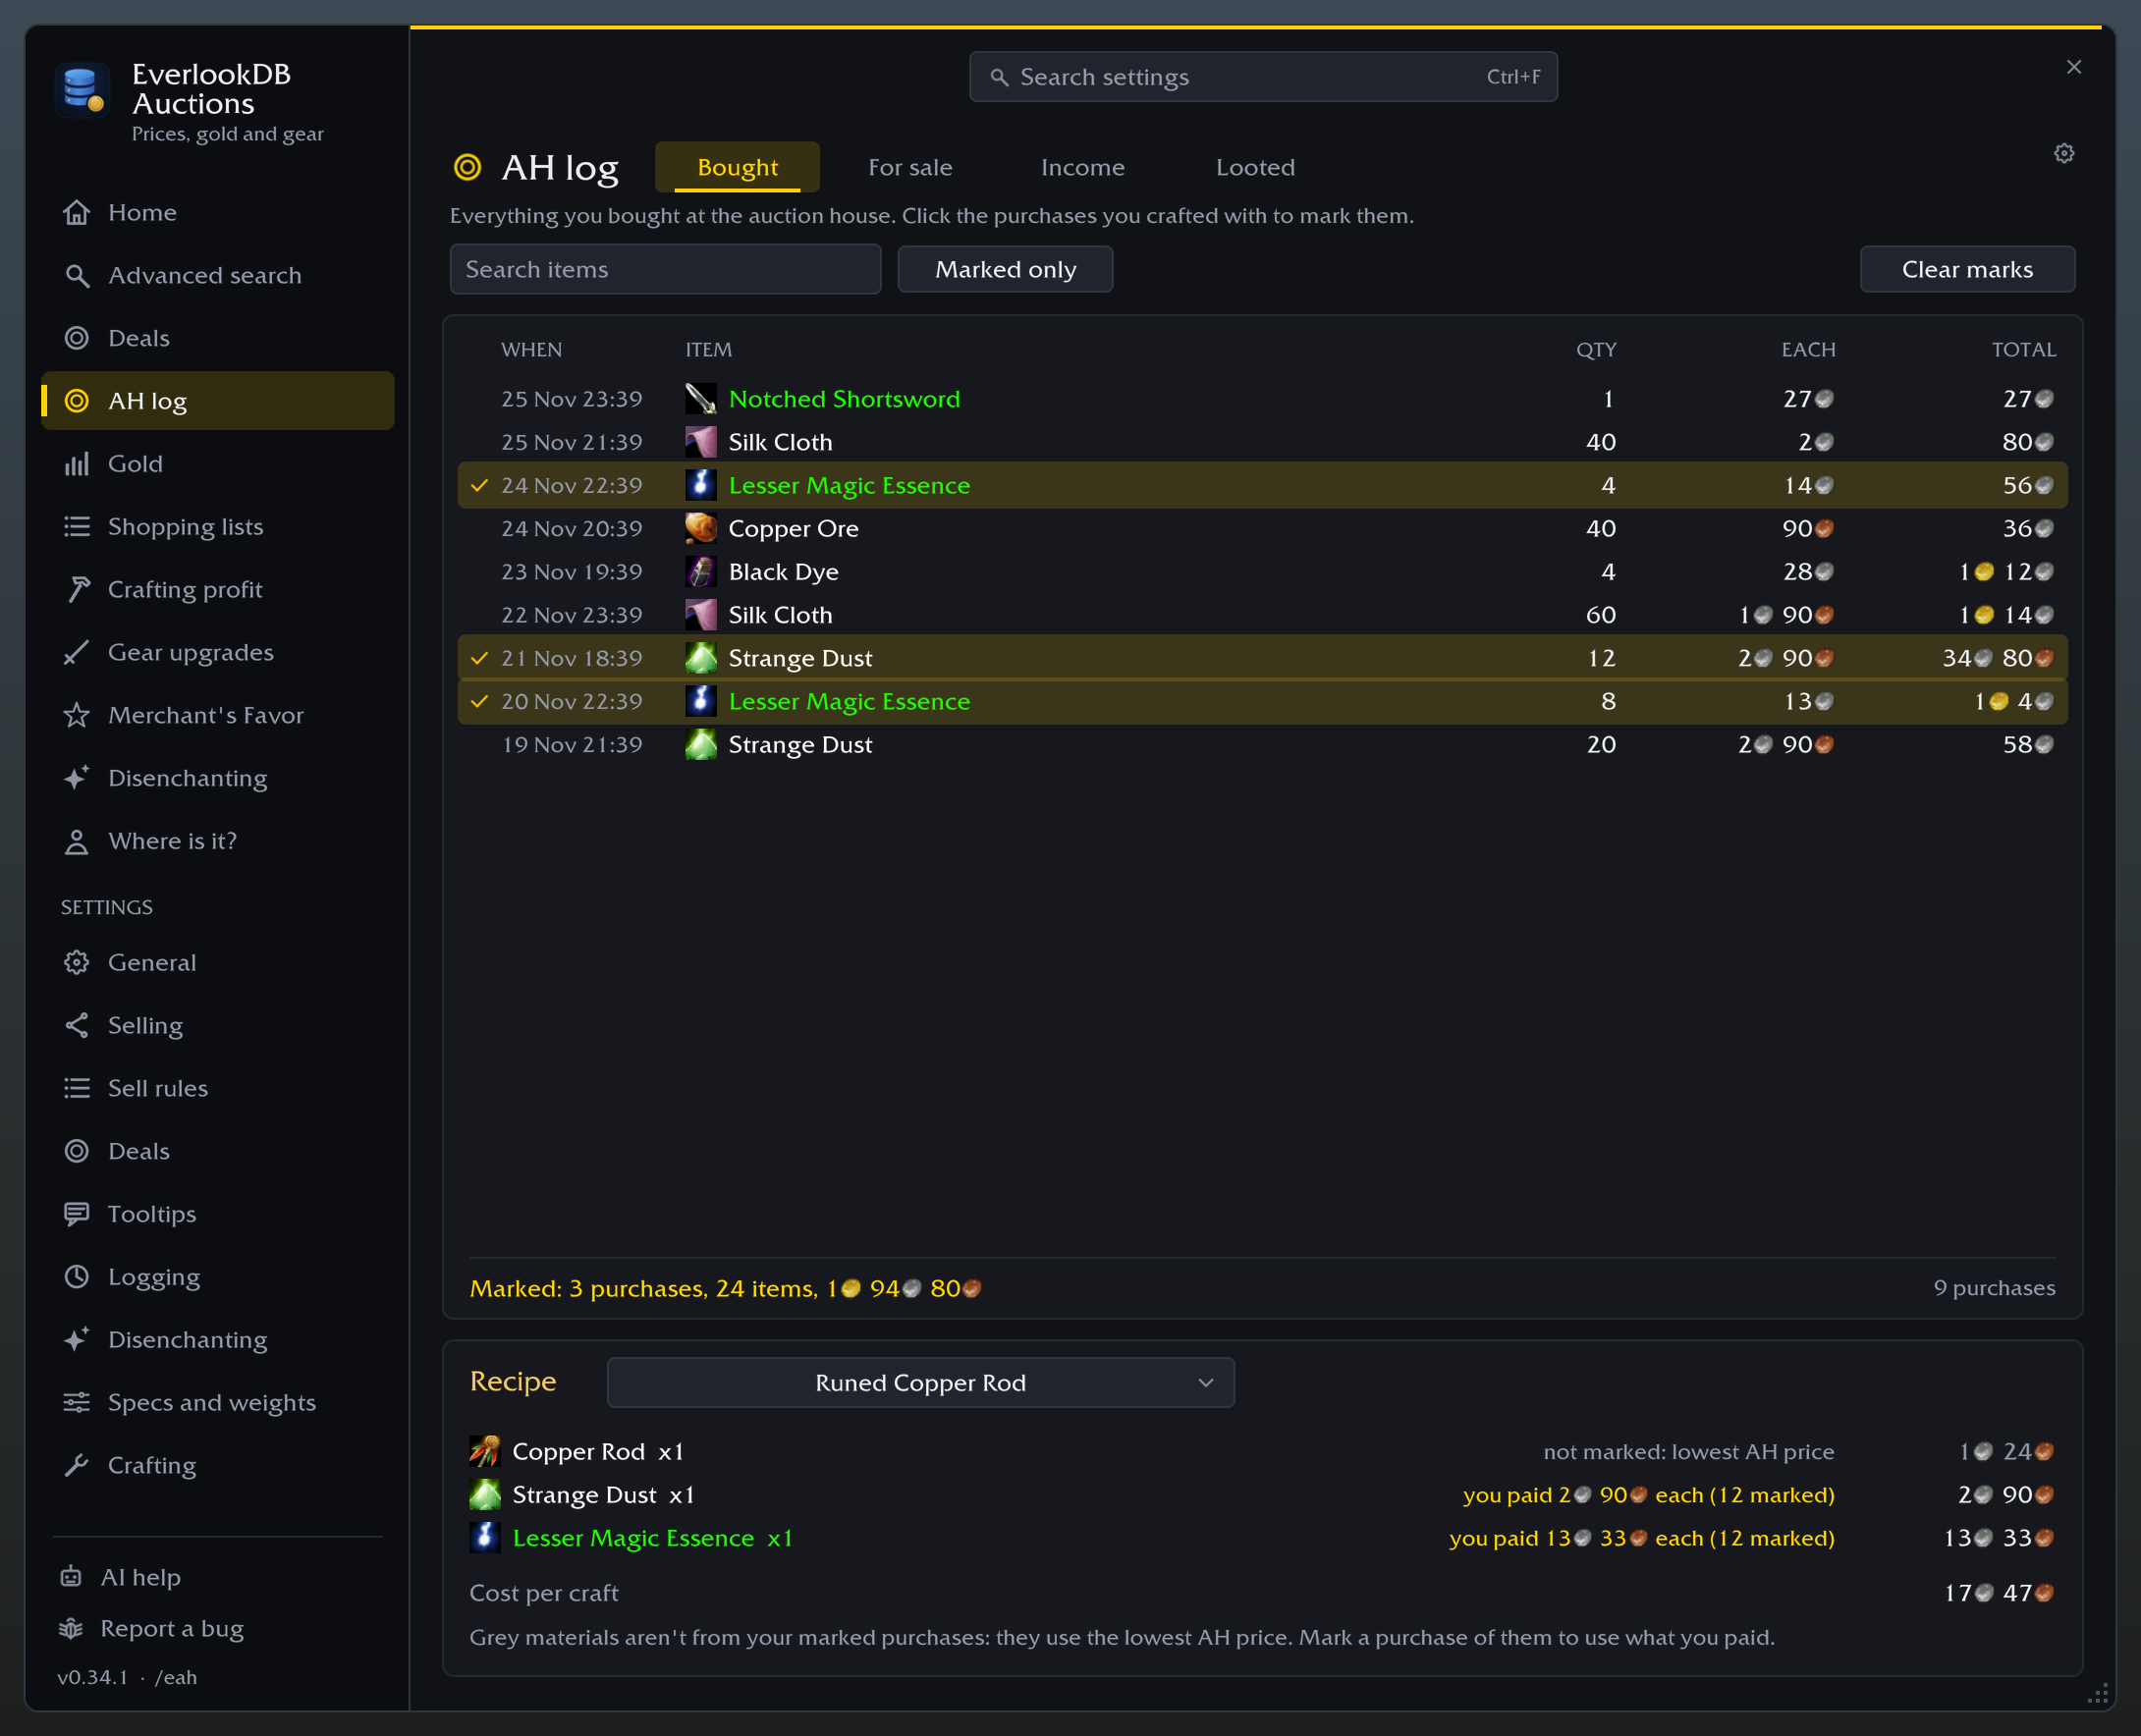 EverlookDB
Auctions
Prices, gold and gear
Home
Advanced search
Deals
AH log
Gold
Shopping lists
Crafting profit
Gear upgrades
Merchant's Favor
Disenchanting
Where is it?
SETTINGS
General
Selling
Sell rules
Deals
Tooltips
Logging
Disenchanting
Specs and weights
Crafting
AI help
Report a bug
v0.34.1 · /eah
Search settings Ctrl+F
AH log Bought For sale Income Looted
Everything you bought at the auction house. Click the purchases you crafted with to mark them.
Search items Marked only Clear marks
WHEN ITEM QTY EACH TOTAL
25 Nov 23:39 Notched Shortsword 1 27 27
25 Nov 21:39 Silk Cloth 40 2 80
24 Nov 22:39 Lesser Magic Essence 4 14 56
24 Nov 20:39 Copper Ore 40 90 36
23 Nov 19:39 Black Dye 4 28 1 12
22 Nov 23:39 Silk Cloth 60 1 90 1 14
21 Nov 18:39 Strange Dust 12 2 90 34 80
20 Nov 22:39 Lesser Magic Essence 8 13 1 4
19 Nov 21:39 Strange Dust 20 2 90 58
Marked: 3 purchases, 24 items, 1 94 80 9 purchases
Recipe Runed Copper Rod
Copper Rod x1 not marked: lowest AH price 1 24
Strange Dust x1 you paid 2 90 each (12 marked) 2 90
Lesser Magic Essence x1 you paid 13 33 each (12 marked) 13 33
Cost per craft 17 47
Grey materials aren't from your marked purchases: they use the lowest AH price. Mark a purchase of them to use what you paid.